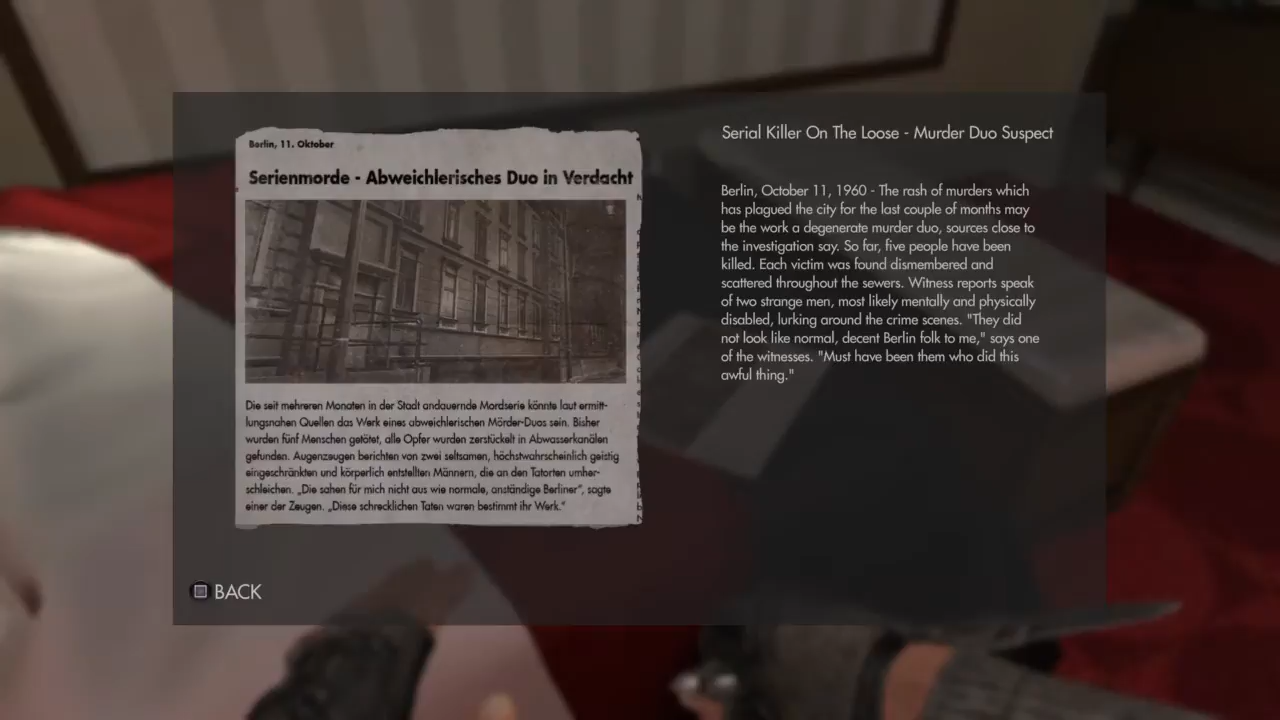 Berlin, 11. Oktober
Serienmorde - Abweichlerisches Duo in Verdacht
Die seit mehreren Monaten in der Stadt andauernde Mordserie könnte laut ermitt-
lungsnahen Quellen das Werk eines abweichlerischen Mörder-Duos sein. Bisher
wurden fünf Menschen getötet, alle Opfer wurden zerstückelt in Abwasserkanälen
gefunden. Augenzeugen berichten von zwei seltsamen, höchstwahrscheinlich geistig
eingeschränkten und körperlich entstellten Männern, die an den Tatorten umher-
schleichen. „Die sahen für mich nicht aus wie normale, anständige Berliner", sagte
einer der Zeugen. „Diese schrecklichen Taten waren bestimmt ihr Werk."
Serial Killer On The Loose - Murder Duo Suspect
Berlin, October 11, 1960 - The rash of murders which
has plagued the city for the last couple of months may
be the work a degenerate murder duo, sources close to
the investigation say. So far, five people have been
killed. Each victim was found dismembered and
scattered throughout the sewers. Witness reports speak
of two strange men, most likely mentally and physically
disabled, lurking around the crime scenes. "They did
not look like normal, decent Berlin folk to me," says one
of the witnesses. "Must have been them who did this
awful thing."
BACK